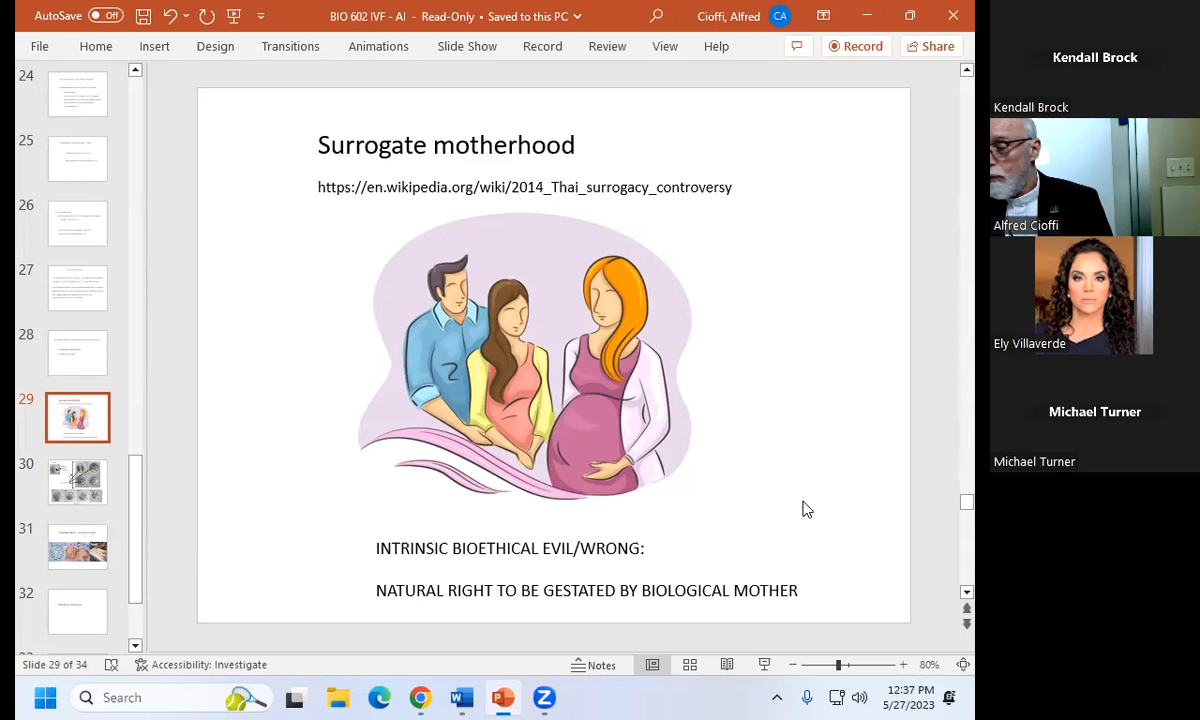 AutoSave Off
BIO 602 IVF - AI - Read-Only • Saved to this PC
Cioffi, Alfred CA
File Home Insert Design Transitions Animations Slide Show Record Review View Help Record Share
24
25
26
27
28
29
30
31
32
Surrogate motherhood
https://en.wikipedia.org/wiki/2014_Thai_surrogacy_controversy
INTRINSIC BIOETHICAL EVIL/WRONG:
NATURAL RIGHT TO BE GESTATED BY BIOLOGICAL MOTHER
Slide 29 of 34 Accessibility: Investigate Notes 80%
Search
12:37 PM
5/27/2023
Kendall Brock
Kendall Brock
Alfred Cioffi
Ely Villaverde
Michael Turner
Michael Turner